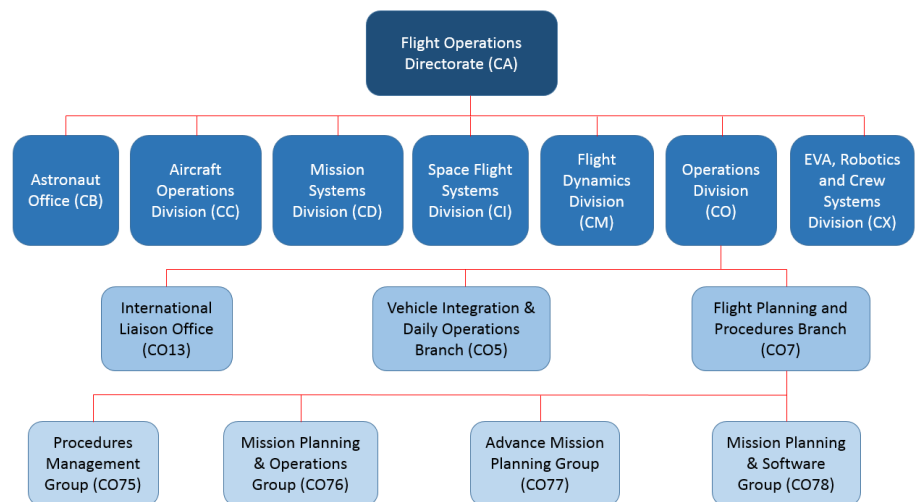 Flight Operations
Directorate (CA)
Astronaut
Office (CB)
Aircraft
Operations
Division (CC)
Mission
Systems
Division (CD)
Space Flight
Systems
Division (CI)
Flight
Dynamics
Division
(CM)
Operations
Division
(CO)
EVA, Robotics
and Crew
Systems
Division (CX)
International
Liaison Office
(CO13)
Vehicle Integration &
Daily Operations
Branch (CO5)
Flight Planning and
Procedures Branch
(CO7)
Procedures
Management
Group (CO75)
Mission Planning
& Operations
Group (CO76)
Advance Mission
Planning Group
(CO77)
Mission Planning
& Software
Group (CO78)